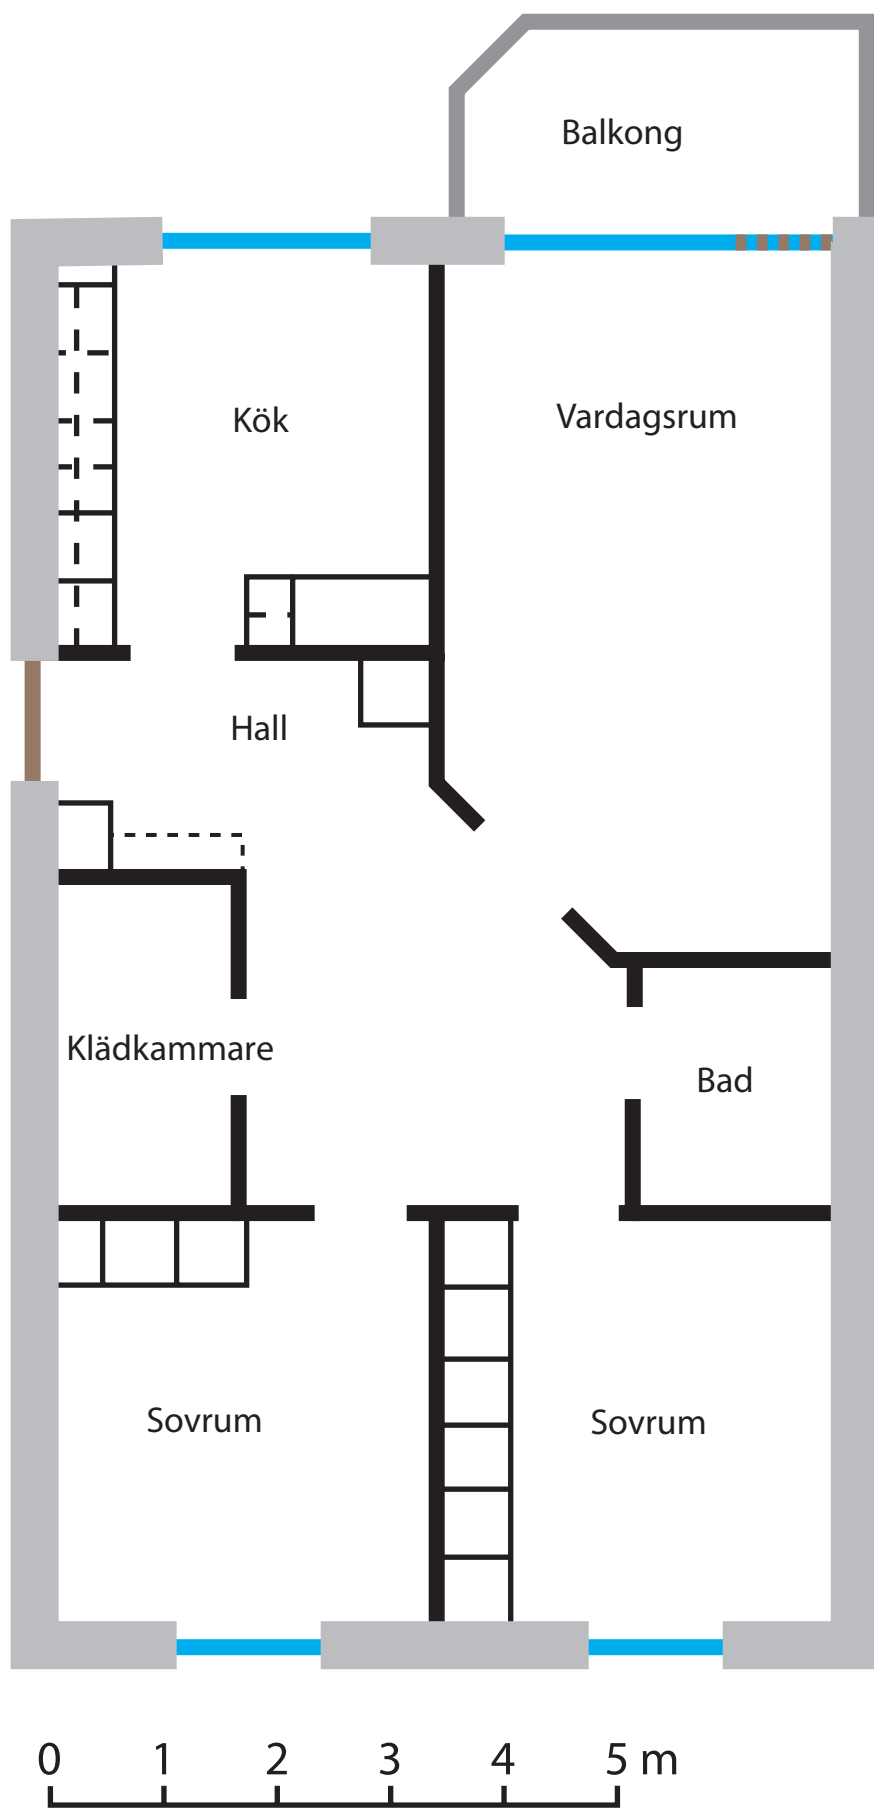 Balkong
Kök
Vardagsrum
Hall
Klädkammare
Bad
Sovrum
Sovrum
0 1 2 3 4 5 m